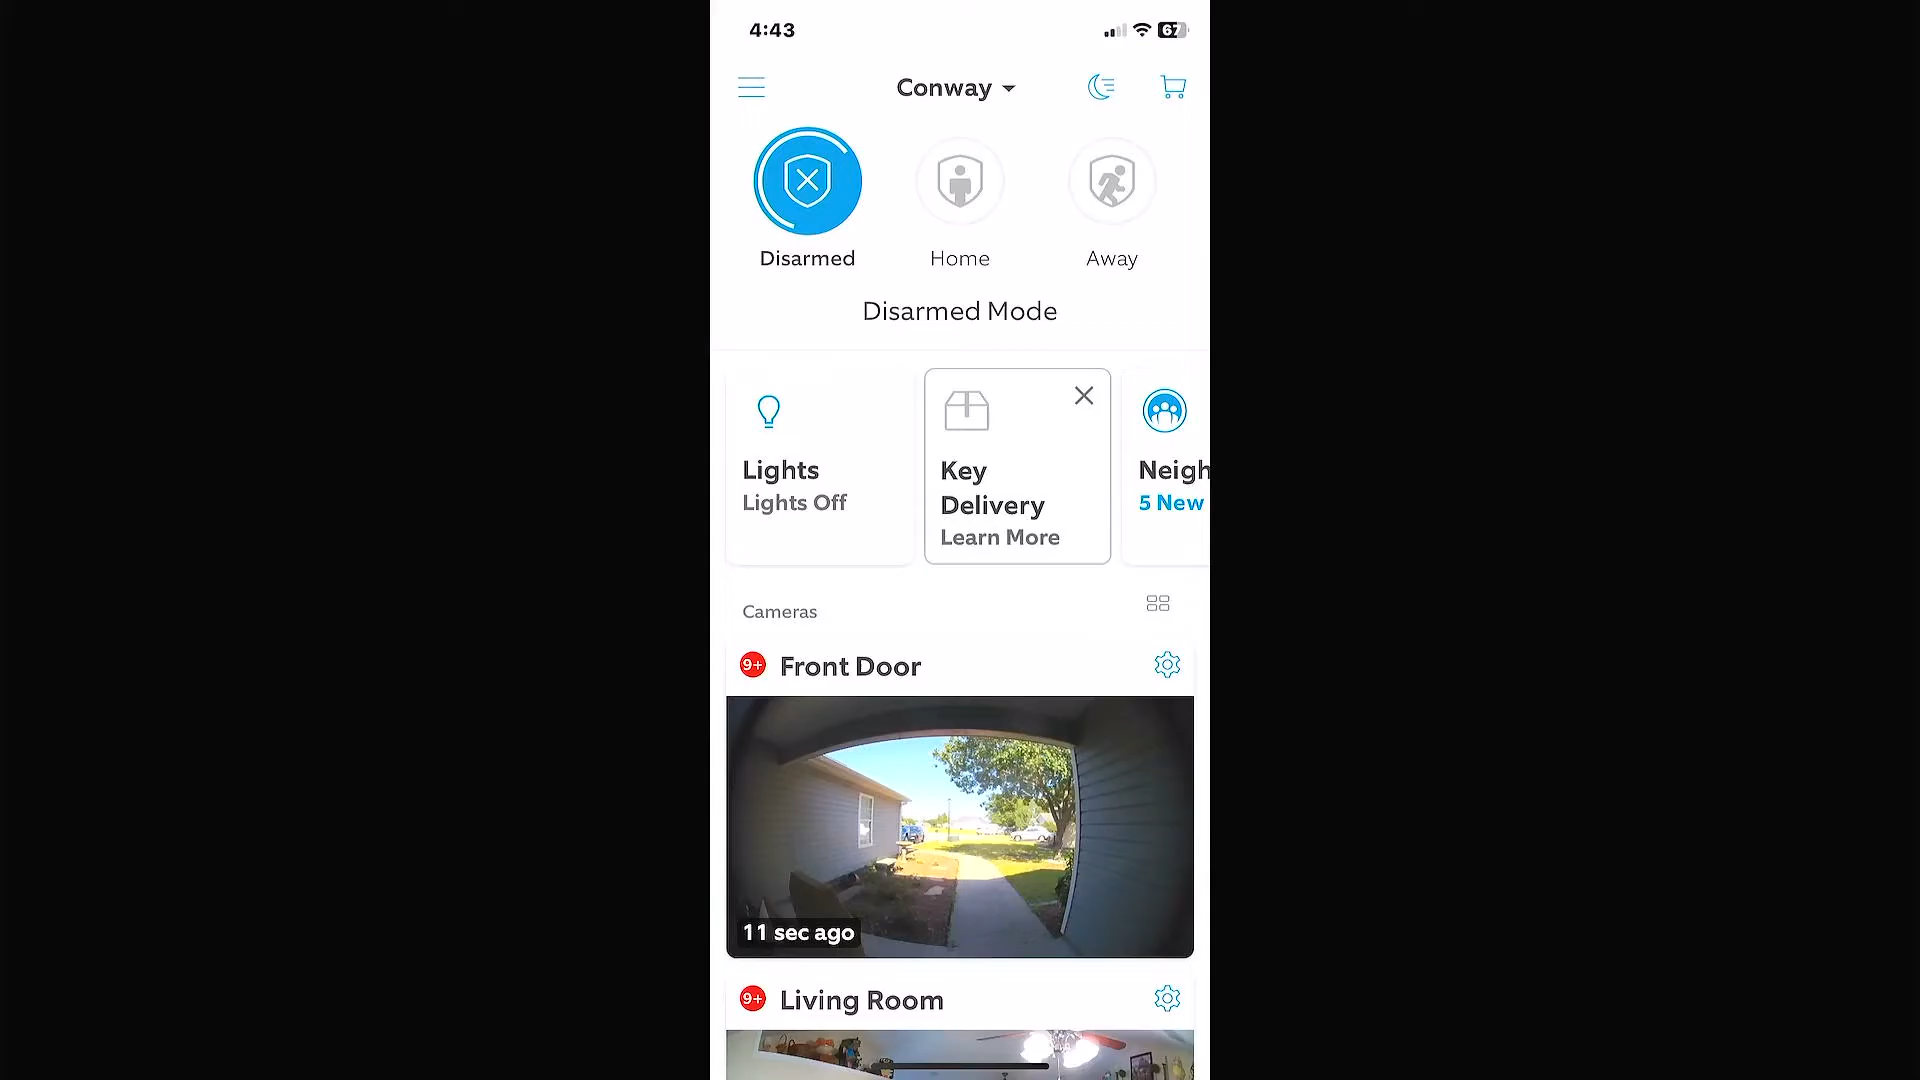 4:43
67
Conway
Disarmed
Home
Away
Disarmed Mode
Lights
Lights Off
Key
Delivery
Learn More
Neigh
5 New
Cameras
9+ Front Door
11 sec ago
9+ Living Room